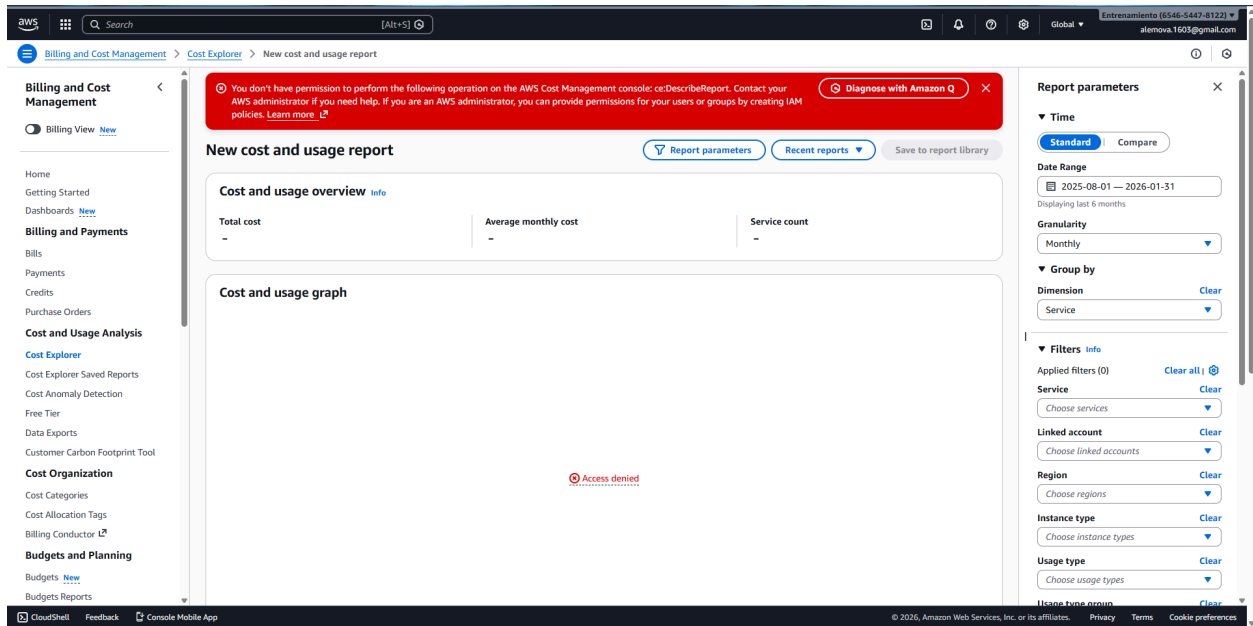 aws
Search
[Alt+S]
Global
Entrenamiento (6546-5447-8122)
alemova.1603@gmail.com
Billing and Cost Management > Cost Explorer > New cost and usage report
Billing and Cost
Management
Billing View New
Home
Getting Started
Dashboards New
Billing and Payments
Bills
Payments
Credits
Purchase Orders
Cost and Usage Analysis
Cost Explorer
Cost Explorer Saved Reports
Cost Anomaly Detection
Free Tier
Data Exports
Customer Carbon Footprint Tool
Cost Organization
Cost Categories
Cost Allocation Tags
Billing Conductor
Budgets and Planning
Budgets New
Budgets Reports
You don't have permission to perform the following operation on the AWS Cost Management console: ce:DescribeReport. Contact your
AWS administrator if you need help. If you are an AWS administrator, you can provide permissions for your users or groups by creating IAM
policies. Learn more
Diagnose with Amazon Q
New cost and usage report
Report parameters
Recent reports
Save to report library
Cost and usage overview Info
Total cost
-
Average monthly cost
-
Service count
-
Cost and usage graph
Access denied
Report parameters
Time
Standard
Compare
Date Range
2025-08-01 — 2026-01-31
Displaying last 6 months
Granularity
Monthly
Group by
Dimension Clear
Service
Filters Info
Applied filters (0) Clear all
Service Clear
Choose services
Linked account Clear
Choose linked accounts
Region Clear
Choose regions
Instance type Clear
Choose instance types
Usage type Clear
Choose usage types
Usage type group Clear
CloudShell Feedback Console Mobile App
© 2026, Amazon Web Services, Inc. or its affiliates. Privacy Terms Cookie preferences